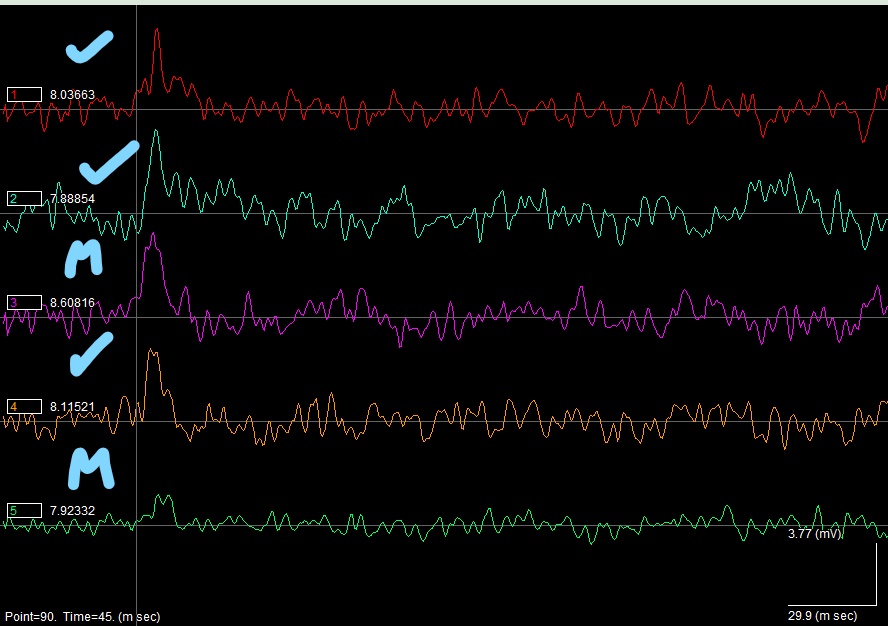 1 8.03663
2 7.88854
M
3 8.60816
4 8.11521
M
5 7.92332
3.77 (mV)
Point=90. Time=45. (m sec)
29.9 (m sec)